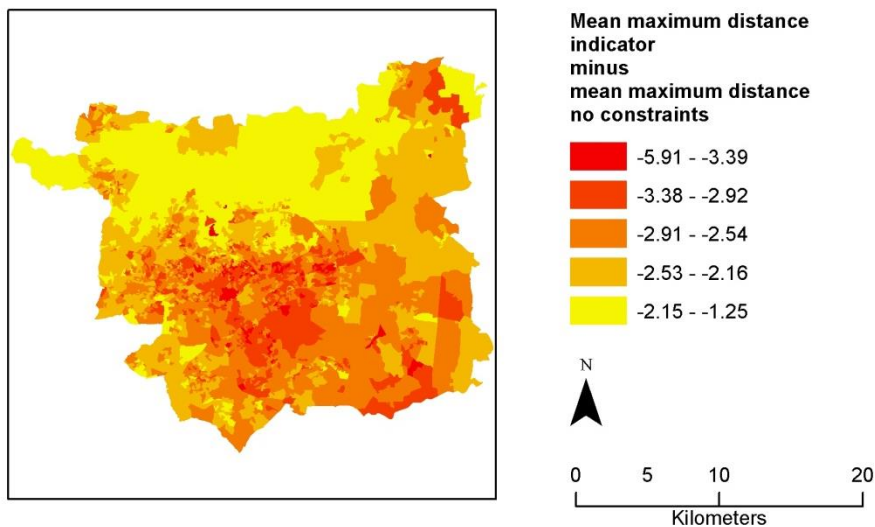 Mean maximum distance
indicator
minus
mean maximum distance
no constraints
-5.91 - -3.39
-3.38 - -2.92
-2.91 - -2.54
-2.53 - -2.16
-2.15 - -1.25
N
0 5 10 20
Kilometers